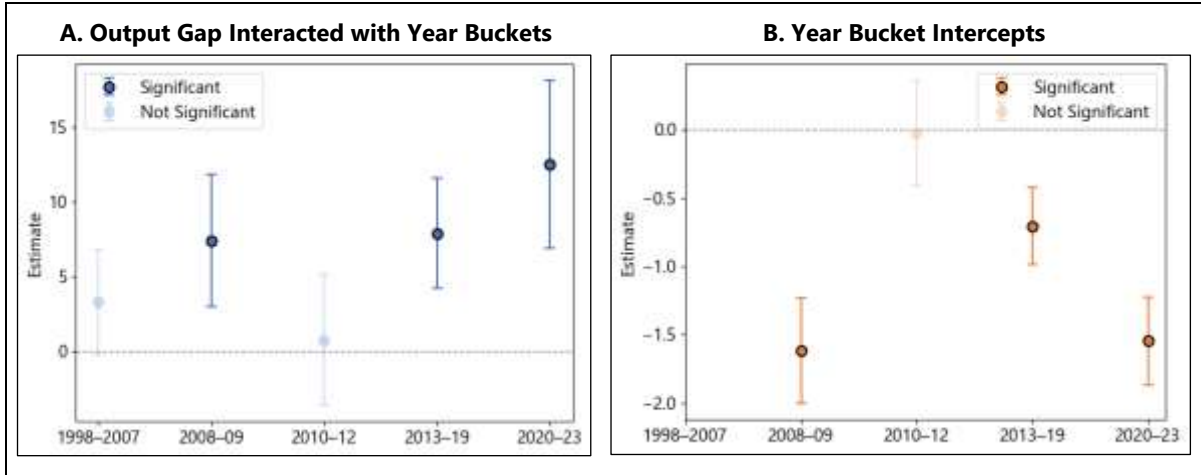 A. Output Gap Interacted with Year Buckets
Significant
Not Significant
15
10
5
0
Estimate
1998–2007
2008–09
2010–12
2013–19
2020–23
B. Year Bucket Intercepts
Significant
Not Significant
0.0
−0.5
−1.0
−1.5
−2.0
Estimate
1998–2007
2008–09
2010–12
2013–19
2020–23